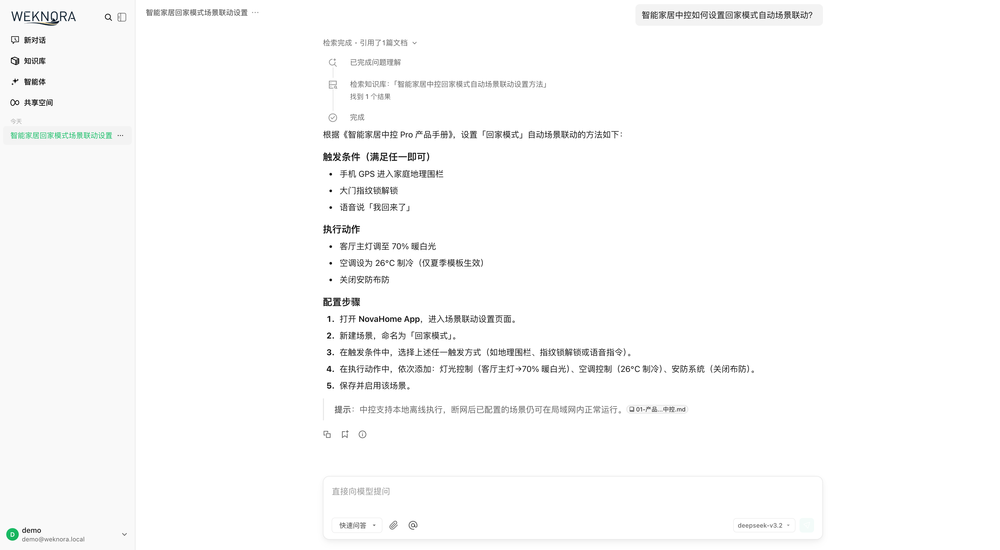 WEKNORA
新对话
知识库
智能体
共享空间
今天
智能家居回家模式场景联动设置 ···
demo
D
demo@weknora.local
智能家居回家模式场景联动设置 ···
智能家居中控如何设置回家模式自动场景联动？
检索完成 • 引用了1篇文档
已完成问题理解
检索知识库：「智能家居中控回家模式自动场景联动设置方法」
找到 1 个结果
完成
根据《智能家居中控 Pro 产品手册》，设置「回家模式」自动场景联动的方法如下：
触发条件（满足任一即可）
• 手机 GPS 进入家庭地理围栏
• 大门指纹锁解锁
• 语音说「我回来了」
执行动作
• 客厅主灯调至 70% 暖白光
• 空调设为 26°C 制冷（仅夏季模板生效）
• 关闭安防布防
配置步骤
1. 打开 NovaHome App，进入场景联动设置页面。
2. 新建场景，命名为「回家模式」。
3. 在触发条件中，选择上述任一触发方式（如地理围栏、指纹锁解锁或语音指令）。
4. 在执行动作中，依次添加：灯光控制（客厅主灯→70% 暖白光）、空调控制（26°C 制冷）、安防系统（关闭布防）。
5. 保存并启用该场景。
提示：中控支持本地离线执行，断网后已配置的场景仍可在局域网内正常运行。 01-产品...中控.md
直接向模型提问
快速问答
deepseek-v3.2